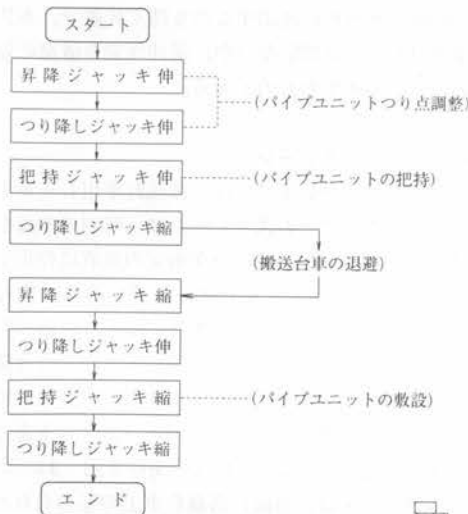 スタート
昇降ジャッキ伸
(パイプユニットつり点調整)
つり降しジャッキ伸
把持ジャッキ伸
(パイプユニットの把持)
つり降しジャッキ縮
(搬送台車の退避)
昇降ジャッキ縮
つり降しジャッキ伸
把持ジャッキ縮
(パイプユニットの敷設)
つり降しジャッキ縮
エンド